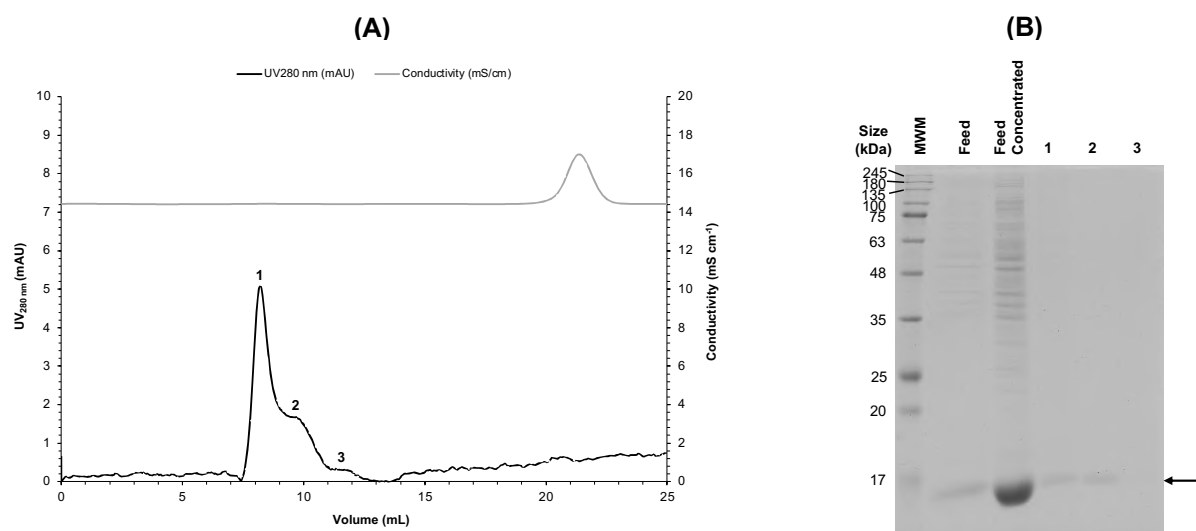 (A)
UV280 nm (mAU) Conductivity (mS/cm)
10
9
8
7
6
5
4
3
2
1
0
UV280 nm (mAU)
20
18
16
14
12
10
8
6
4
2
0
Conductivity (mS cm-1)
1
2
3
0 5 10 15 20 25
Volume (mL)
(B)
Size
(kDa)
MWM
Feed
Feed
Concentrated
1 2 3
245
180
135
100
75
63
48
35
25
20
17